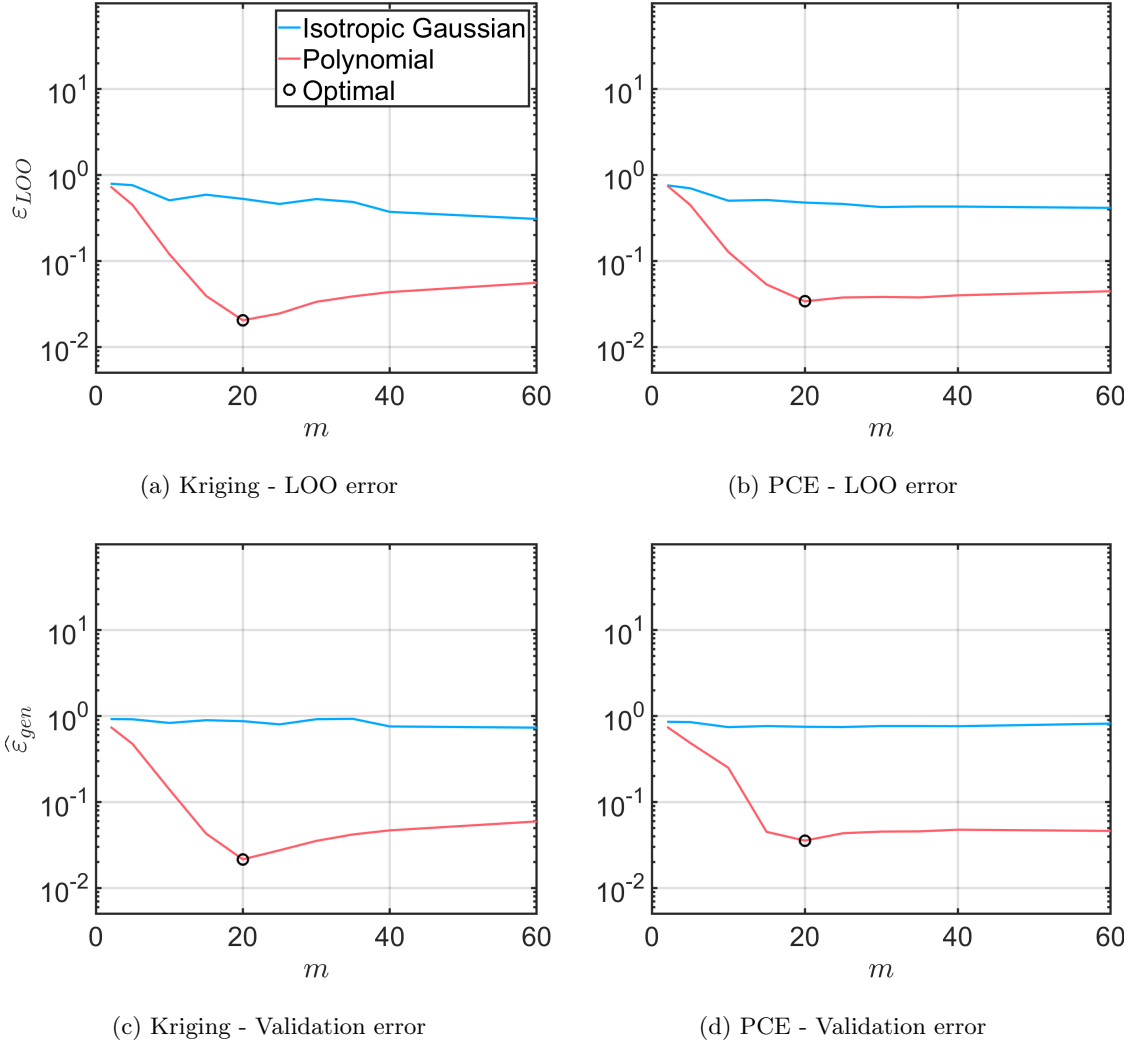 Isotropic Gaussian
Polynomial
Optimal
10^1
10^0
10^-1
10^-2
ε_LOO
0 20 40 60
m
10^1
10^0
10^-1
10^-2
0 20 40 60
m
(a) Kriging - LOO error
(b) PCE - LOO error
10^1
10^0
10^-1
10^-2
ε̂_gen
0 20 40 60
m
10^1
10^0
10^-1
10^-2
0 20 40 60
m
(c) Kriging - Validation error
(d) PCE - Validation error